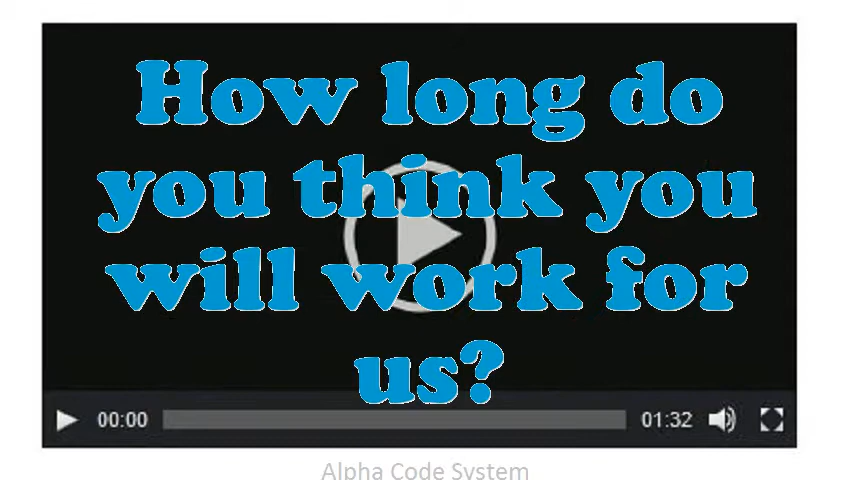 How long do
you think you
will work for
us?
00:00 01:32
Alpha Code System